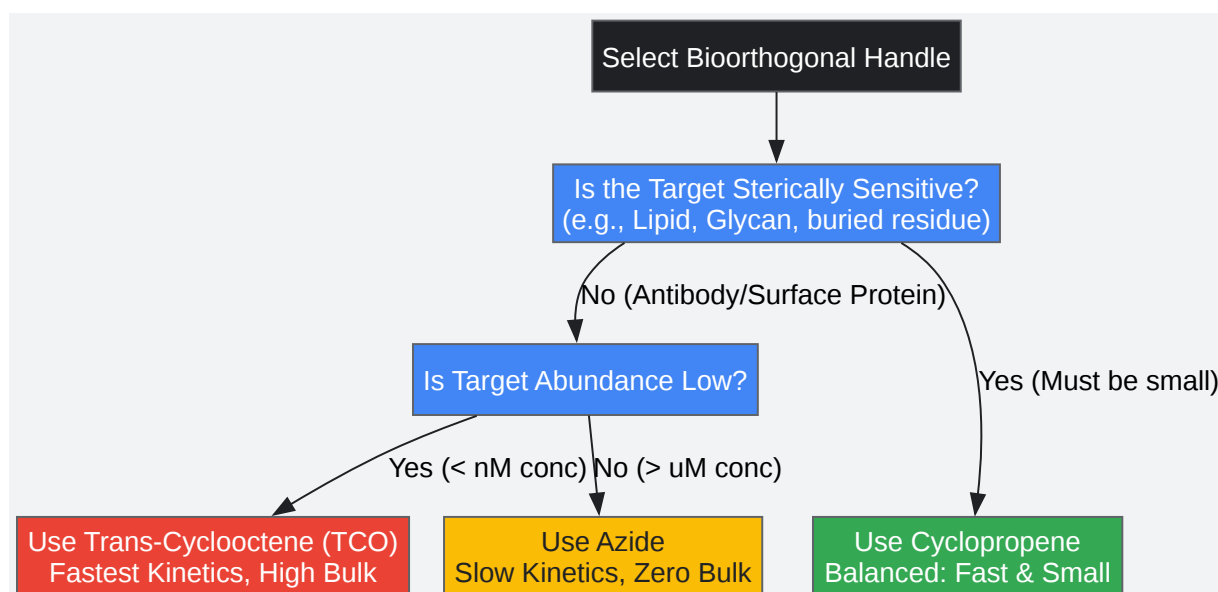 Select Bioorthogonal Handle
Is the Target Sterically Sensitive?
(e.g., Lipid, Glycan, buried residue)
No (Antibody/Surface Protein)
Is Target Abundance Low?
Yes (Must be small)
Yes (< nM conc)
No (> uM conc)
Use Trans-Cyclooctene (TCO)
Fastest Kinetics, High Bulk
Use Azide
Slow Kinetics, Zero Bulk
Use Cyclopropene
Balanced: Fast & Small